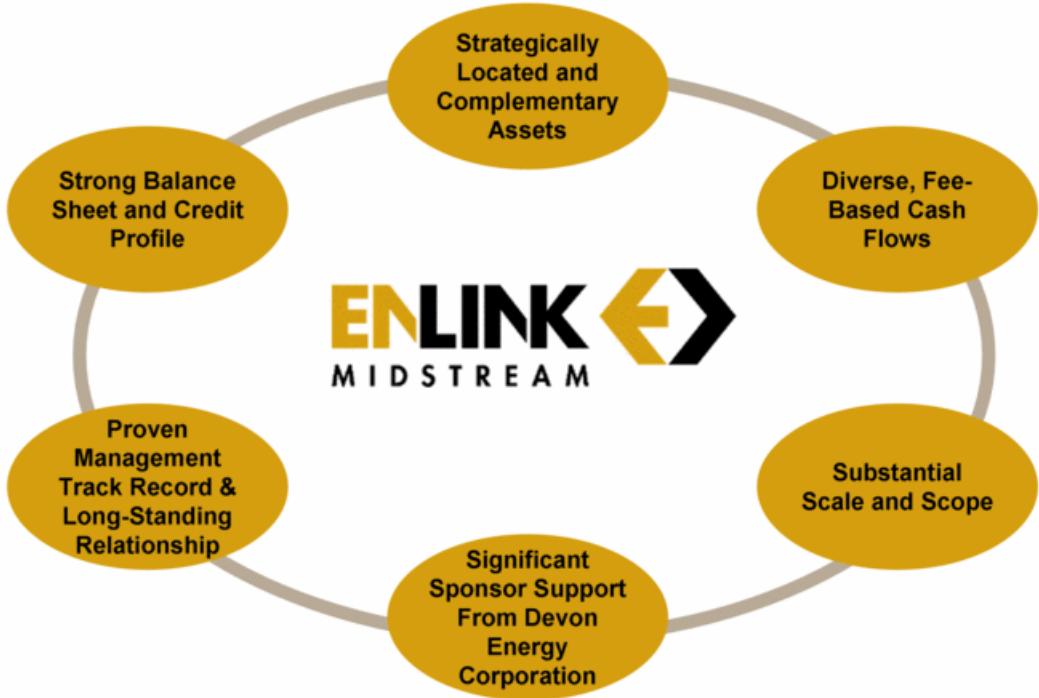 Strategically
Located and
Complementary
Assets
Strong Balance
Sheet and Credit
Profile
Diverse, Fee-
Based Cash
Flows
ENLINK
MIDSTREAM
Proven
Management
Track Record &
Long-Standing
Relationship
Substantial
Scale and Scope
Significant
Sponsor Support
From Devon
Energy
Corporation